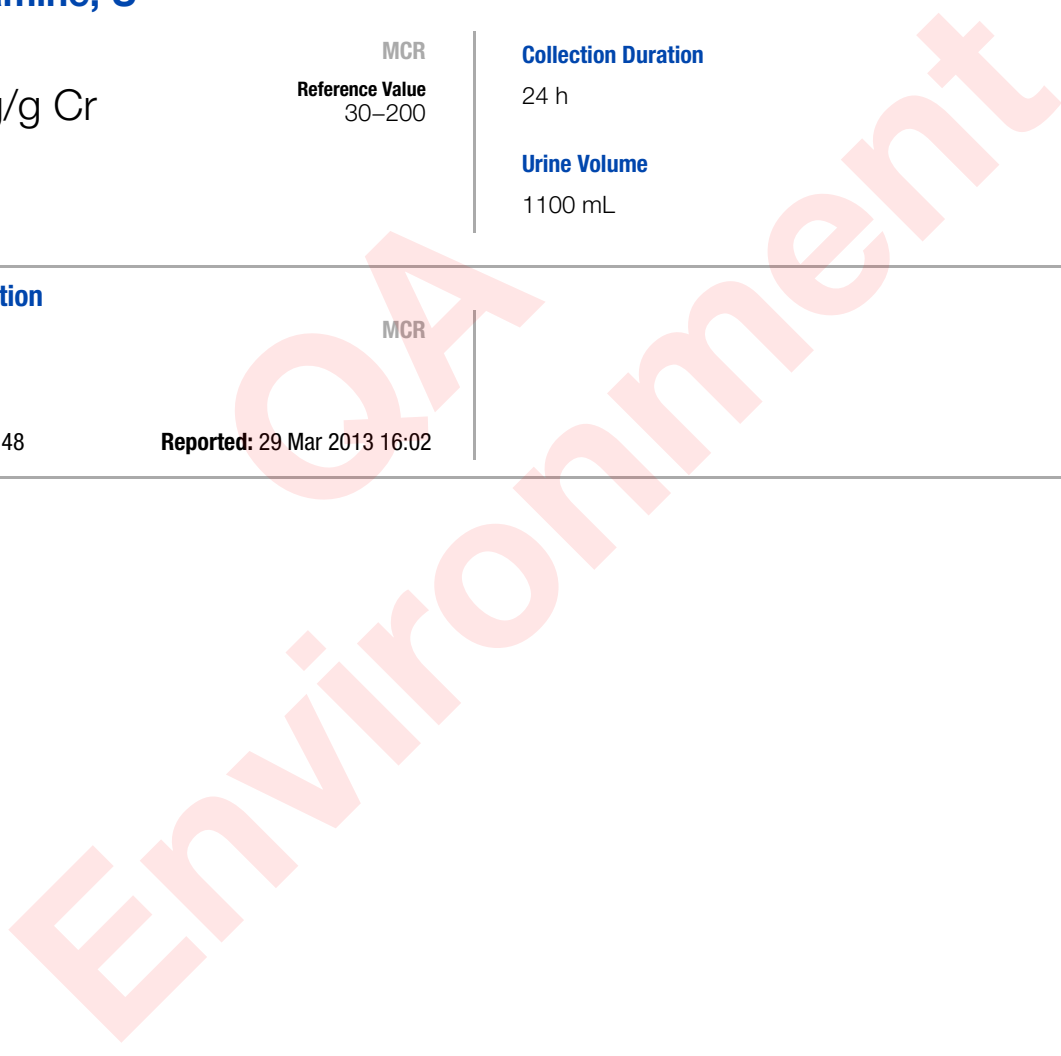 MCR
Collection Duration
g/g Cr
Reference Value
30–200
24 h
Urine Volume
1100 mL
tion
MCR
48
Reported: 29 Mar 2013 16:02
QA
Environment